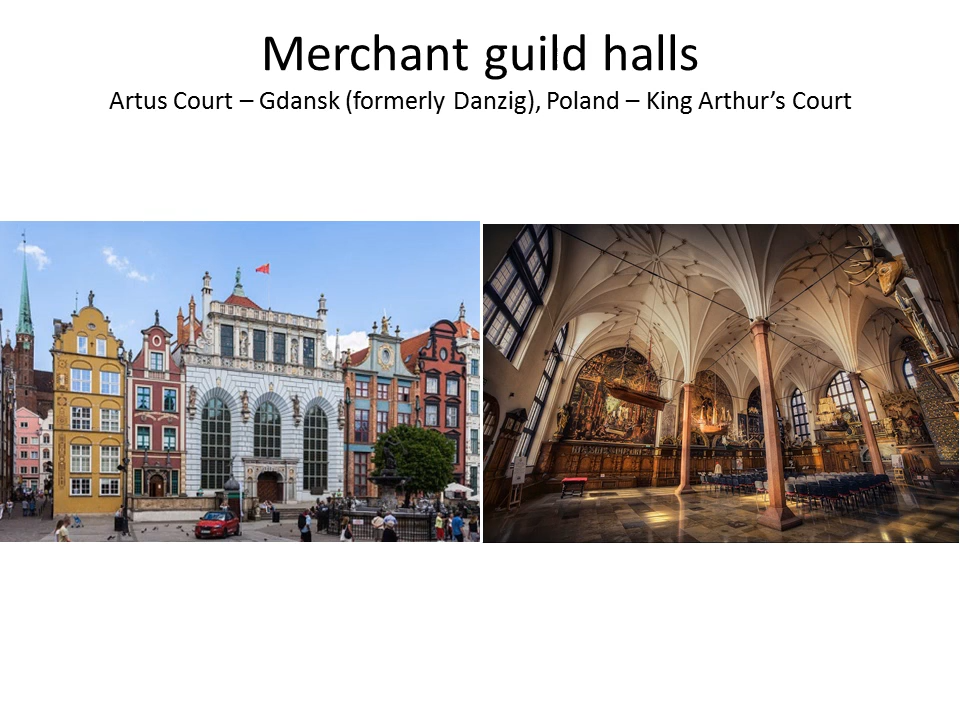 Merchant guild halls
Artus Court – Gdansk (formerly Danzig), Poland – King Arthur’s Court